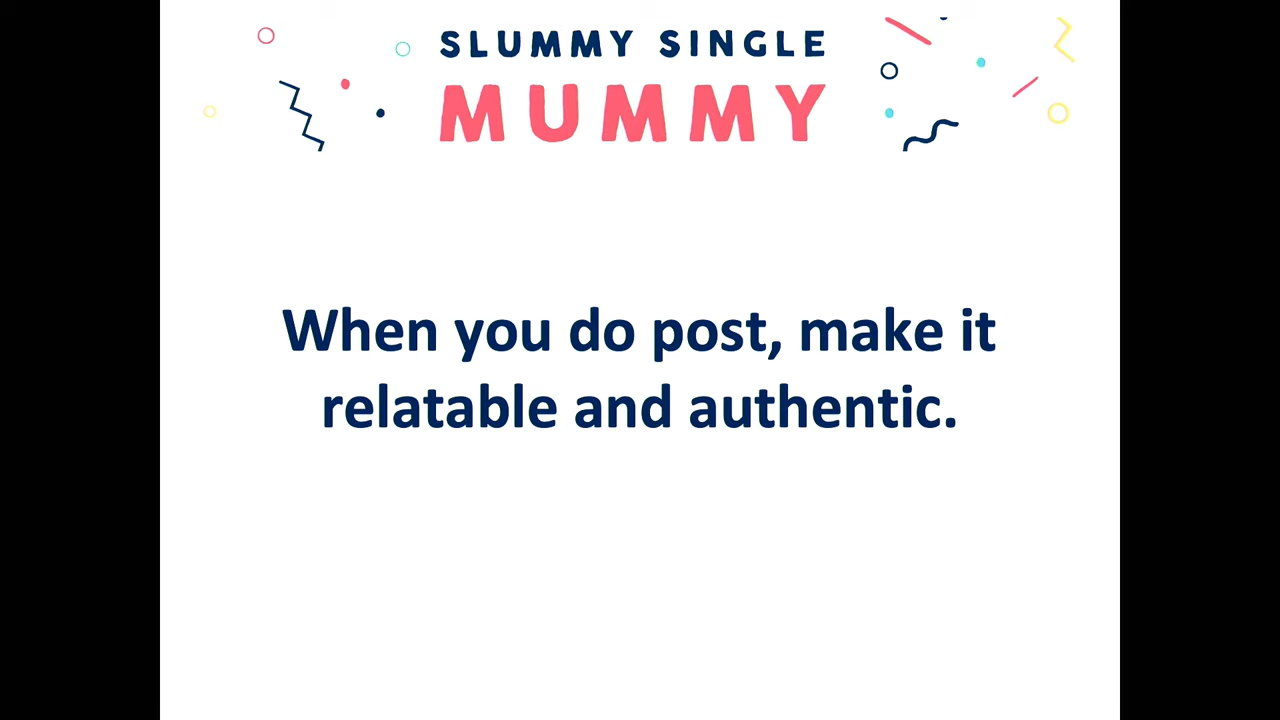 SLUMMY SINGLE
MUMMY
When you do post, make it
relatable and authentic.